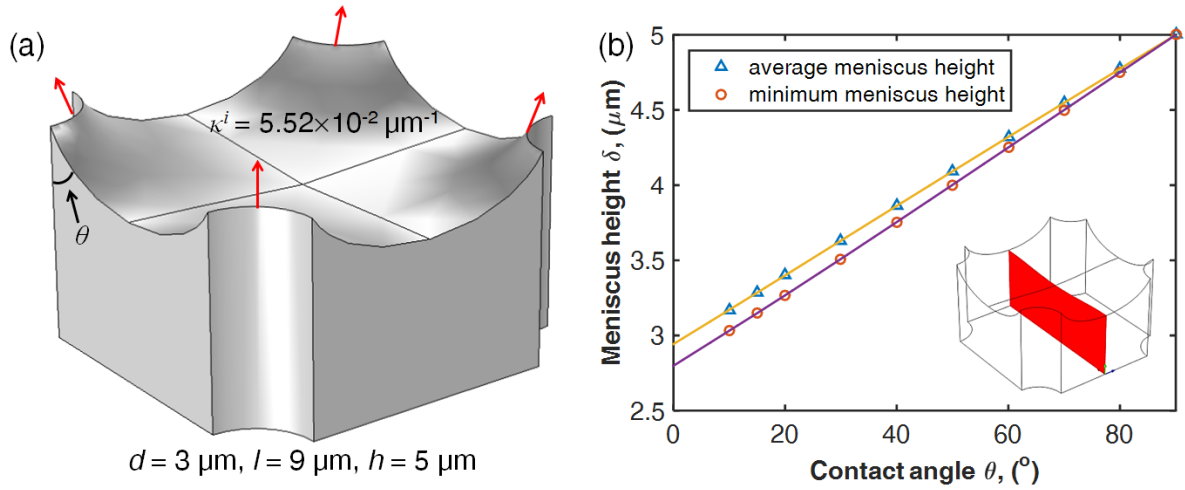 (a)
κⁱ = 5.52×10⁻² μm⁻¹
θ
d = 3 μm, l = 9 μm, h = 5 μm
(b)
Meniscus height δ, (μm)
5
4.5
4
3.5
3
2.5
average meniscus height
minimum meniscus height
0
20
40
60
80
Contact angle θ, (°)